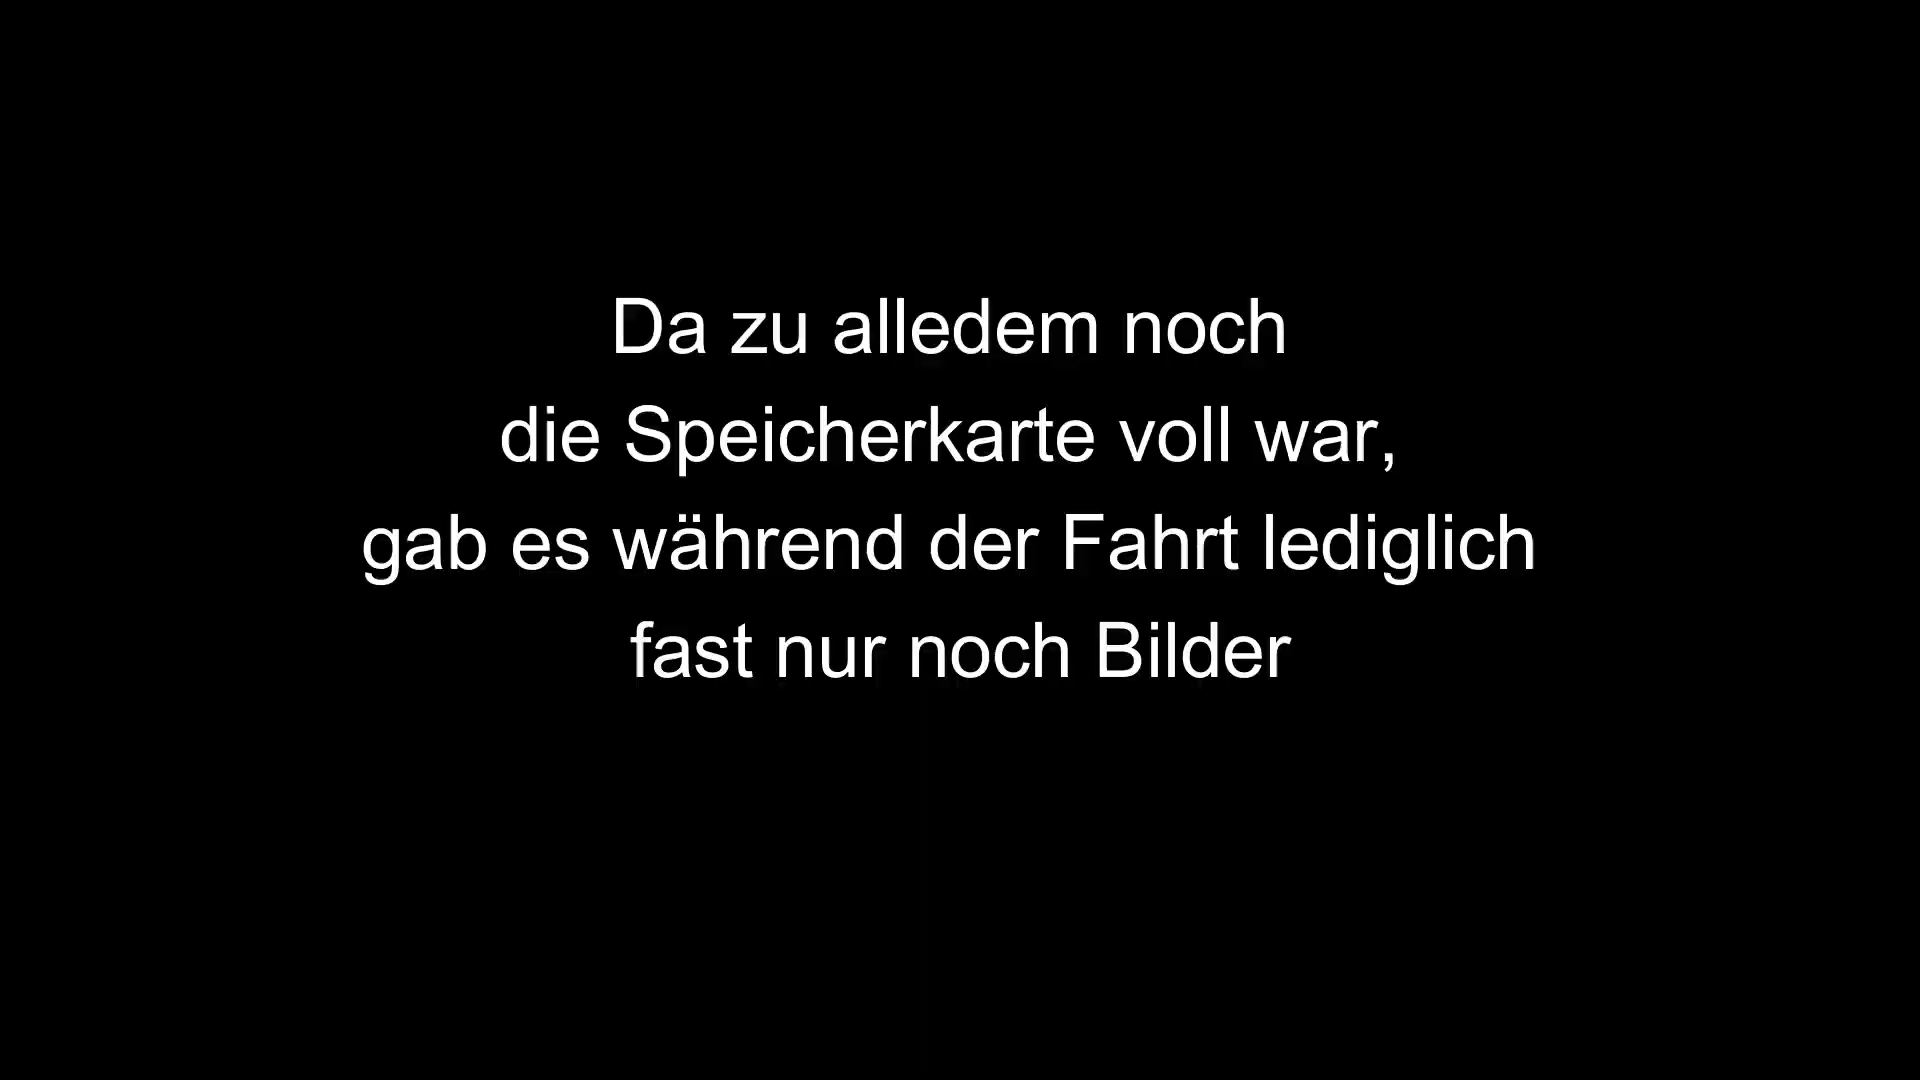 Da zu alledem noch
die Speicherkarte voll war,
gab es während der Fahrt lediglich
fast nur noch Bilder